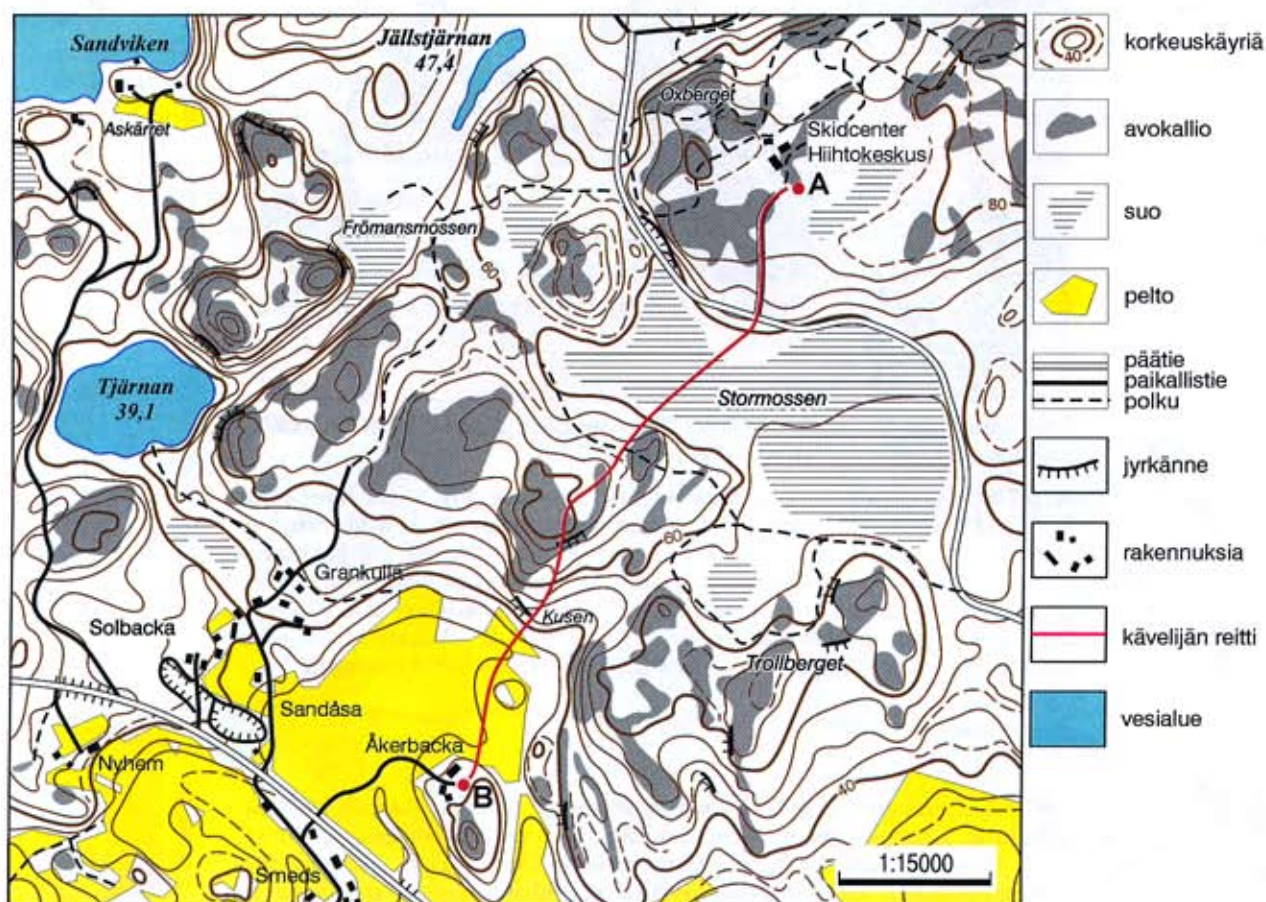 Sandviken
Jällstjärnan
47,4
Askärret
Oxberget
Skidcenter
Hiihtokeskus
A
80
Frömansmossen
80
Tjärnan
39,1
Stormossen
60
Grankulla
Kusen
Solbacka
Trollberget
Sandåsa
Åkerbacka
Nyhem
B
40
Smeds
1:15000
40
korkeuskäyriä
avokallio
suo
pelto
päätie
paikallistie
polku
jyrkänne
rakennuksia
kävelijän reitti
vesialue